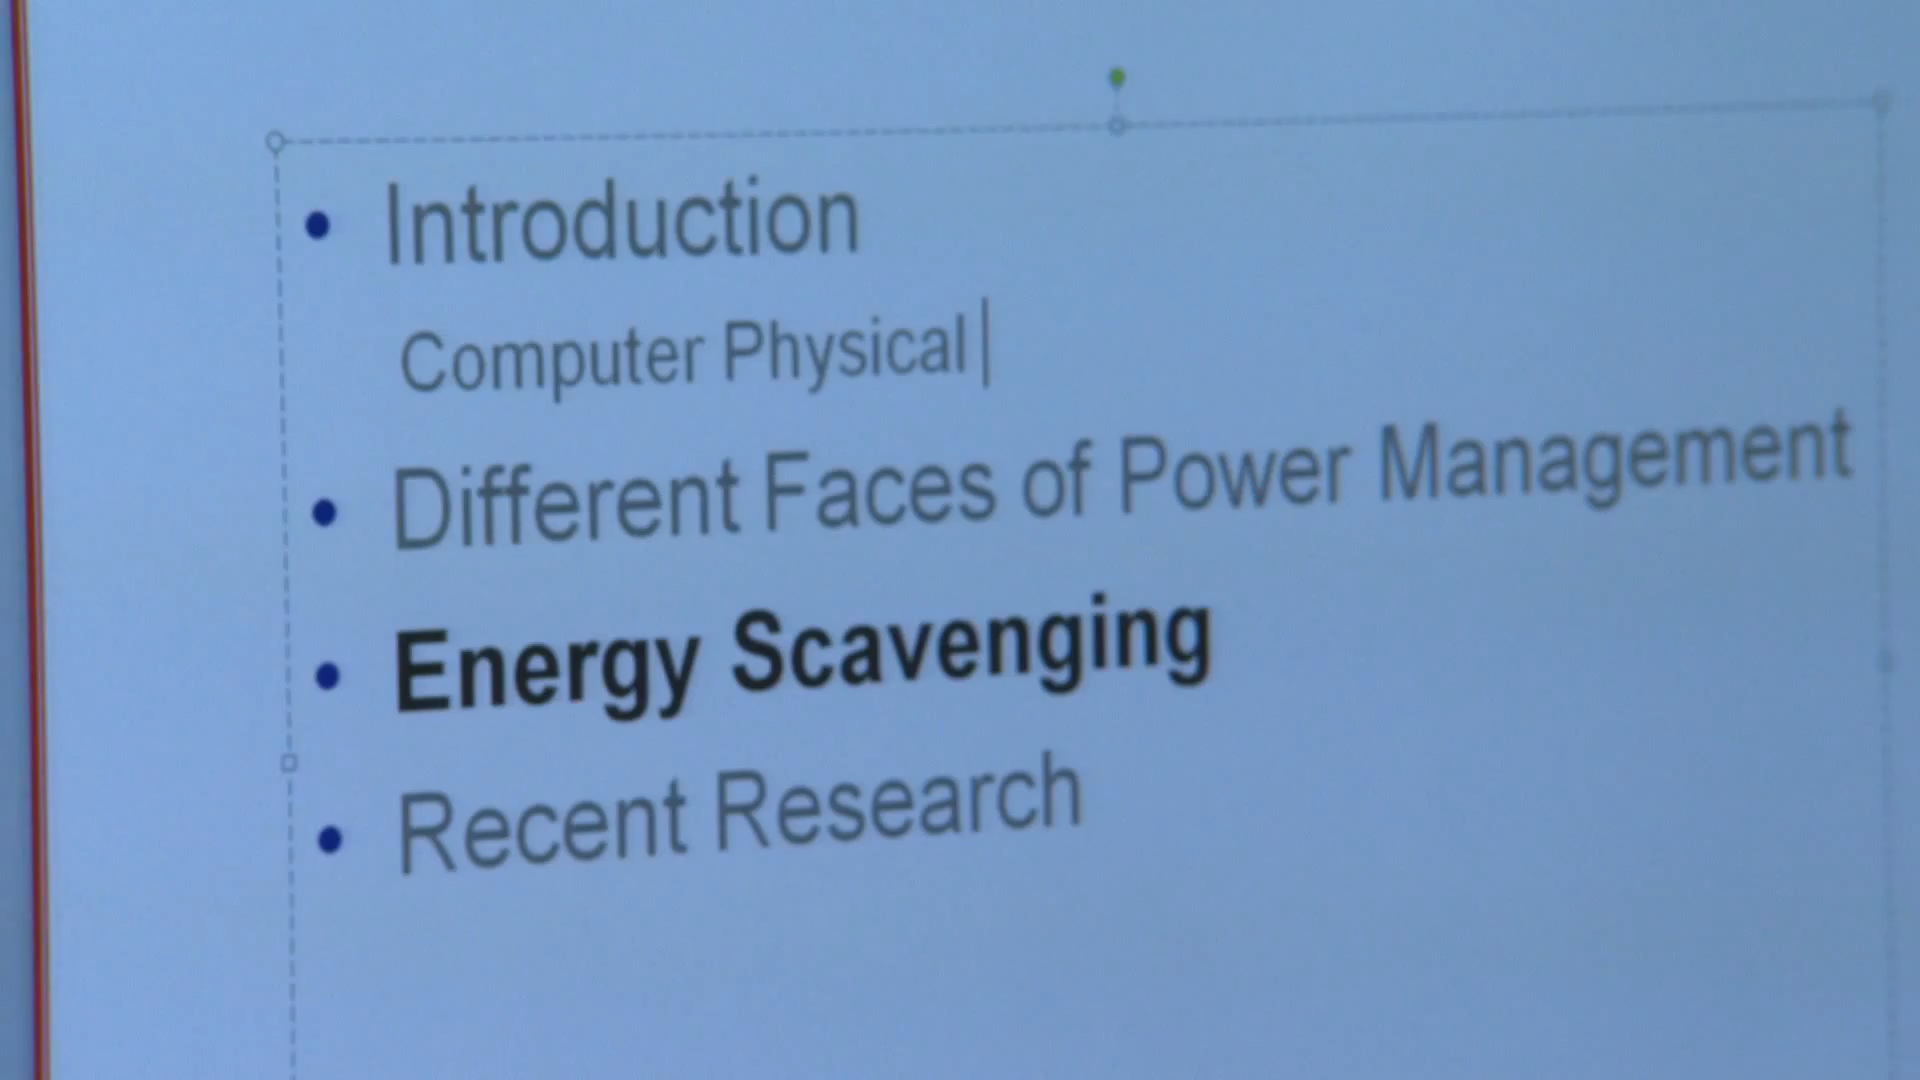 • Introduction
Computer Physical
• Different Faces of Power Management
• Energy Scavenging
• Recent Research